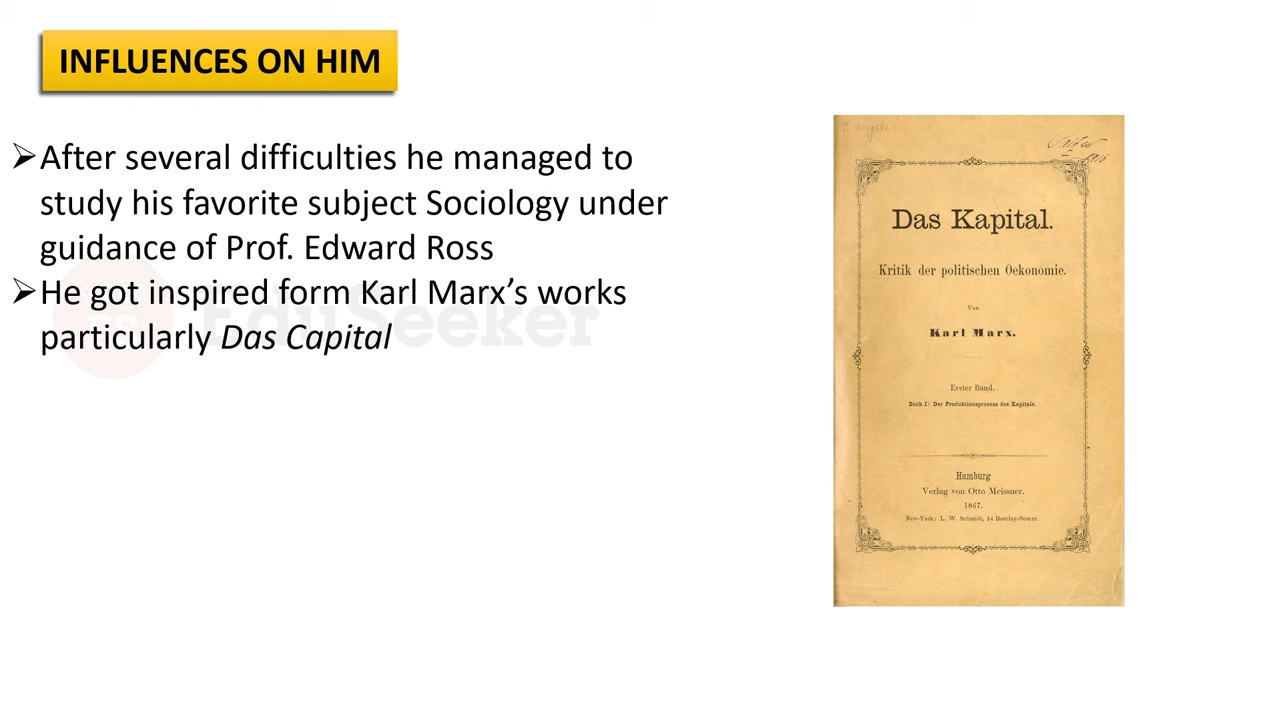 INFLUENCES ON HIM
➢After several difficulties he managed to
study his favorite subject Sociology under
guidance of Prof. Edward Ross
➢He got inspired form Karl Marx’s works
particularly Das Capital
EduSeeker
Das Kapital.
Kritik der politischen Oekonomie.
Von
Karl Marx.
Erster Band.
Buch I: Der Produktionsprocess des Kapitals.
Hamburg
Verlag von Otto Meissner.
1867.
New-York: L. W. Schmidt, 24 Barclay-Street.